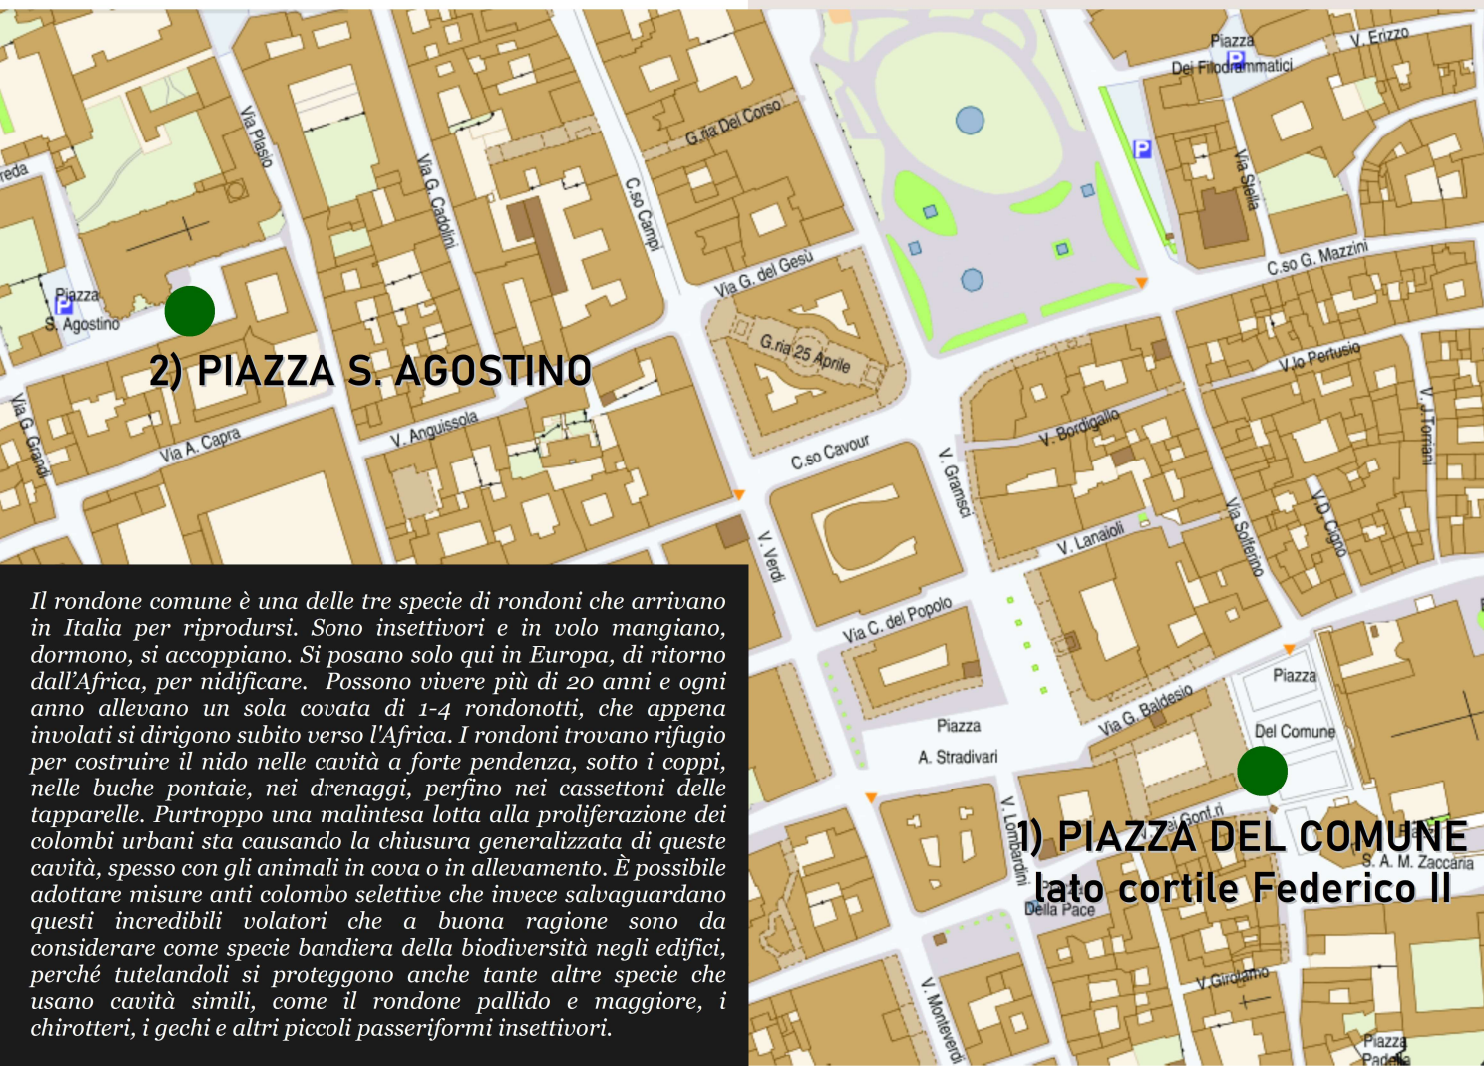 Piazza
Dei Filodrammatici
V. Erizzo
P
Via Plasio
Via G. Cadolini
C.so Campi
G.ria Del Corso
P
Via Stella
reda
Via G. del Gesù
C.so G. Mazzini
Piazza
P
S. Agostino
G.ria 25 Aprile
V.lo Pertusio
2) PIAZZA S. AGOSTINO
Via G. Grandi
Via A. Capra
V. Anguissola
C.so Cavour
V. Bordigallo
V. J. Torriani
V. Gramsci
V. Verdi
V. Lanaioli
Via Solferino
V.D. Cigno
Via C. del Popolo
Piazza
A. Stradivari
Via G. Baldesio
Piazza
Del Comune
V. Lombardini
ei Gonf.ri
1) PIAZZA DEL COMUNE
lato cortile Federico II
S. A. M. Zaccaria
Della Pace
V. Monteverdi
V.Girolamo
Piazza
Padella
Il rondone comune è una delle tre specie di rondoni che arrivano
in Italia per riprodursi. Sono insettivori e in volo mangiano,
dormono, si accoppiano. Si posano solo qui in Europa, di ritorno
dall'Africa, per nidificare. Possono vivere più di 20 anni e ogni
anno allevano un sola covata di 1-4 rondonotti, che appena
involati si dirigono subito verso l'Africa. I rondoni trovano rifugio
per costruire il nido nelle cavità a forte pendenza, sotto i coppi,
nelle buche pontaie, nei drenaggi, perfino nei cassettoni delle
tapparelle. Purtroppo una malintesa lotta alla proliferazione dei
colombi urbani sta causando la chiusura generalizzata di queste
cavità, spesso con gli animali in cova o in allevamento. È possibile
adottare misure anti colombo selettive che invece salvaguardano
questi incredibili volatori che a buona ragione sono da
considerare come specie bandiera della biodiversità negli edifici,
perché tutelandoli si proteggono anche tante altre specie che
usano cavità simili, come il rondone pallido e maggiore, i
chirotteri, i gechi e altri piccoli passeriformi insettivori.